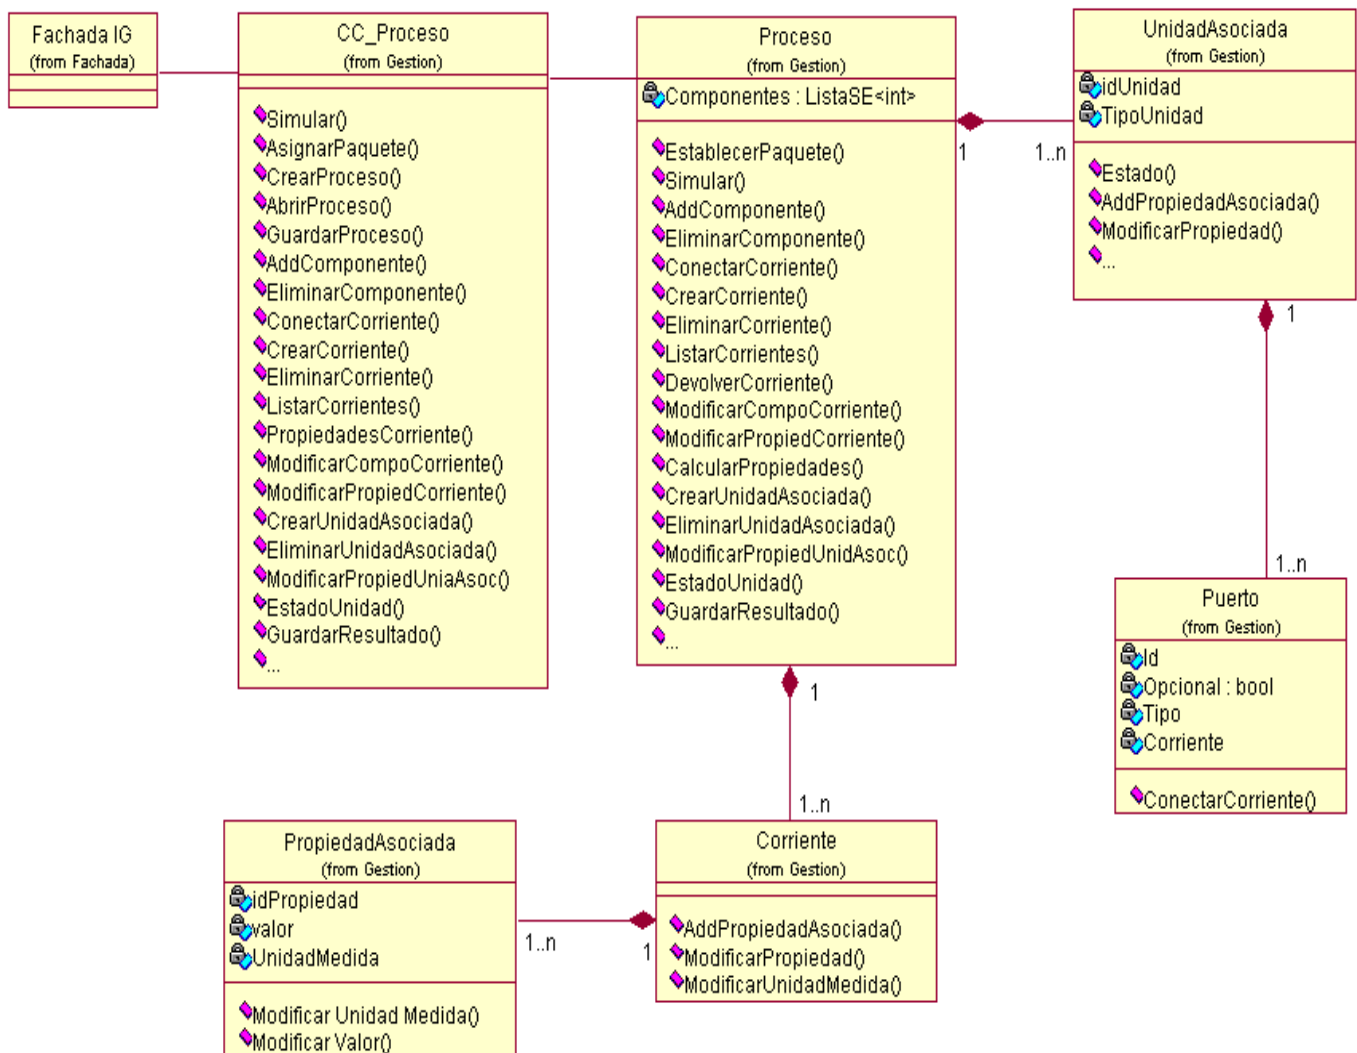 Fachada IG
(from Fachada)
CC_Proceso
(from Gestion)
Simular()
AsignarPaquete()
CrearProceso()
AbrirProceso()
GuardarProceso()
AddComponente()
EliminarComponente()
ConectarCorriente()
CrearCorriente()
EliminarCorriente()
ListarCorrientes()
PropiedadesCorriente()
ModificarCompoCorriente()
ModificarPropiedCorriente()
CrearUnidadAsociada()
EliminarUnidadAsociada()
ModificarPropiedUniaAsoc()
EstadoUnidad()
GuardarResultado()
...
Proceso
(from Gestion)
Componentes : ListaSE<int>
EstablecerPaquete()
Simular()
AddComponente()
EliminarComponente()
ConectarCorriente()
CrearCorriente()
EliminarCorriente()
ListarCorrientes()
DevolverCorriente()
ModificarCompoCorriente()
ModificarPropiedCorriente()
CalcularPropiedades()
CrearUnidadAsociada()
EliminarUnidadAsociada()
ModificarPropiedUnidAsoc()
EstadoUnidad()
GuardarResultado()
...
1
1..n
UnidadAsociada
(from Gestion)
idUnidad
TipoUnidad
Estado()
AddPropiedadAsociada()
ModificarPropiedad()
...
1
1..n
Puerto
(from Gestion)
Id
Opcional : bool
Tipo
Corriente
ConectarCorriente()
1
1..n
Corriente
(from Gestion)
AddPropiedadAsociada()
ModificarPropiedad()
ModificarUnidadMedida()
1
1..n
PropiedadAsociada
(from Gestion)
idPropiedad
valor
UnidadMedida
Modificar Unidad Medida()
Modificar Valor()